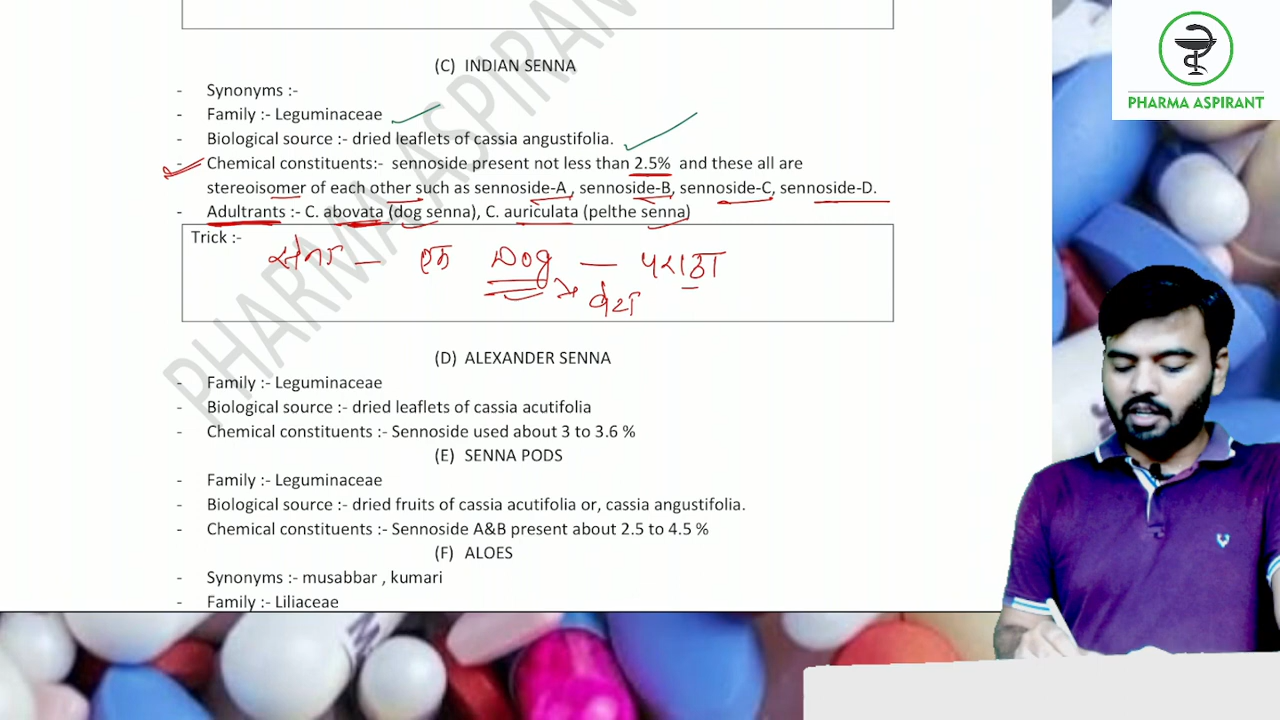 (C) INDIAN SENNA
- Synonyms :-
- Family :- Leguminaceae
- Biological source :- dried leaflets of cassia angustifolia.
- Chemical constituents:- sennoside present not less than 2.5% and these all are
stereoisomer of each other such as sennoside-A , sennoside-B, sennoside-C, sennoside-D.
- Adultrants :- C. abovata (dog senna), C. auriculata (pelthe senna)
Trick :-
एक Dog — पराठा
(D) ALEXANDER SENNA
- Family :- Leguminaceae
- Biological source :- dried leaflets of cassia acutifolia
- Chemical constituents :- Sennoside used about 3 to 3.6 %
(E) SENNA PODS
- Family :- Leguminaceae
- Biological source :- dried fruits of cassia acutifolia or, cassia angustifolia.
- Chemical constituents :- Sennoside A&B present about 2.5 to 4.5 %
(F) ALOES
- Synonyms :- musabbar , kumari
- Family :- Liliaceae
PHARMA ASPIRAN
PHARMA ASPIRANT